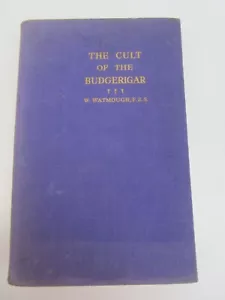 THE CULT
OF THE
BUDGERIGAR
W. WATMOUGH, F.Z.S.